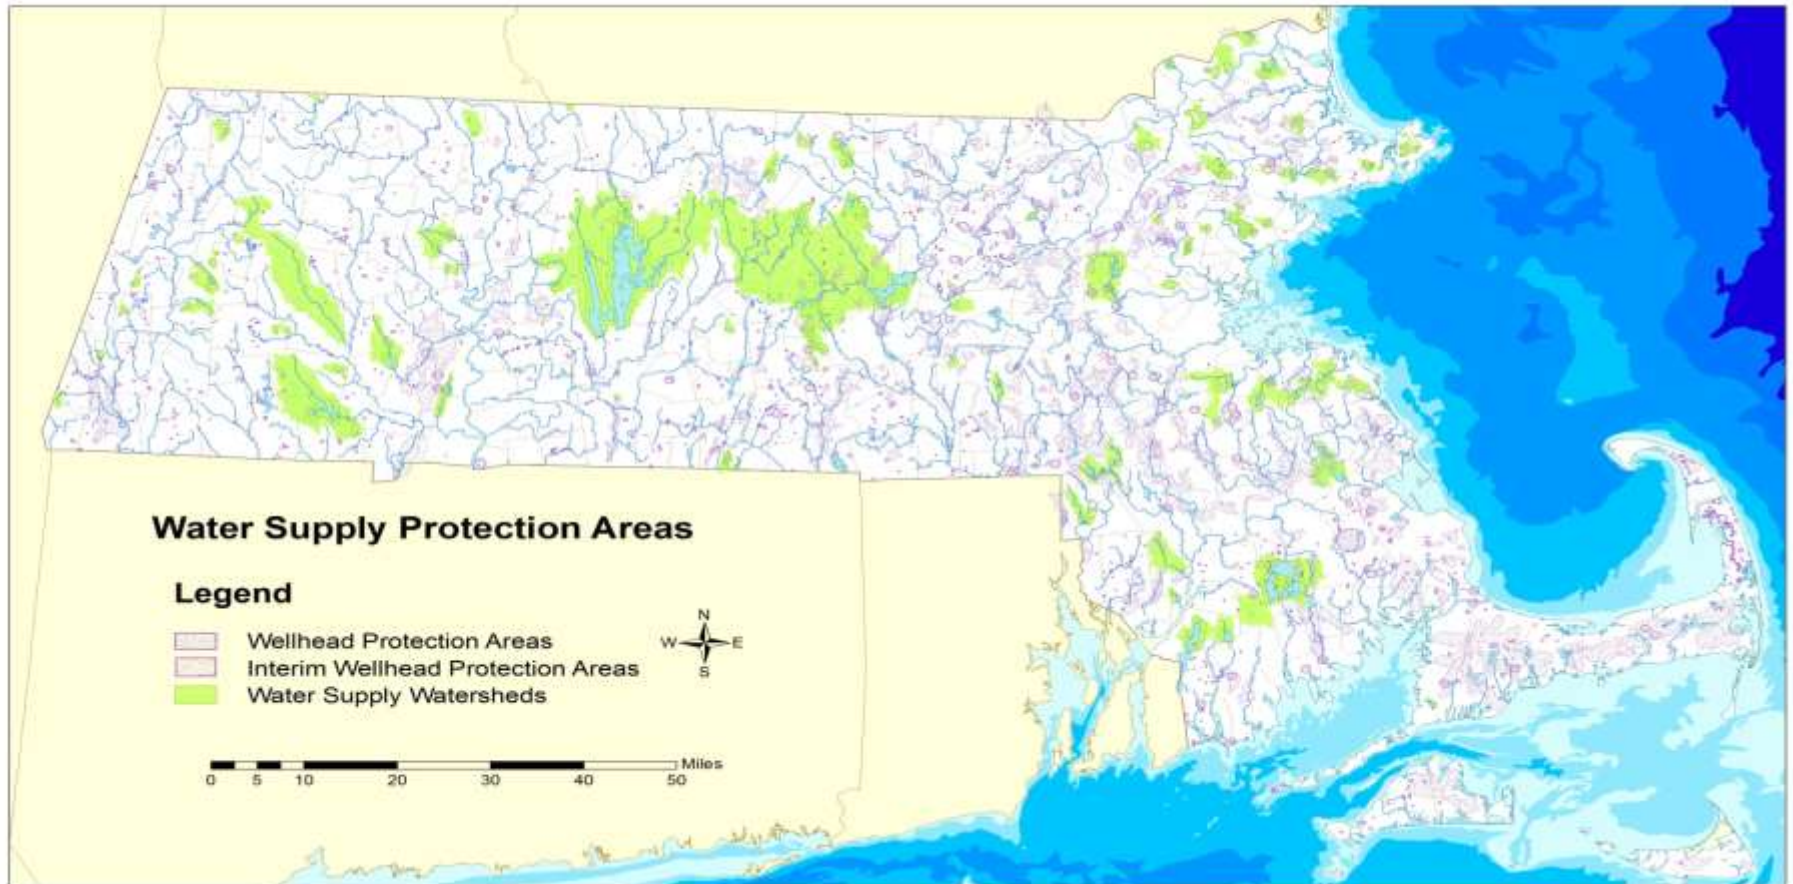 Water Supply Protection Areas
Legend
Wellhead Protection Areas
Interim Wellhead Protection Areas
Water Supply Watersheds
N
W E
S
0 5 10 20 30 40 50 Miles